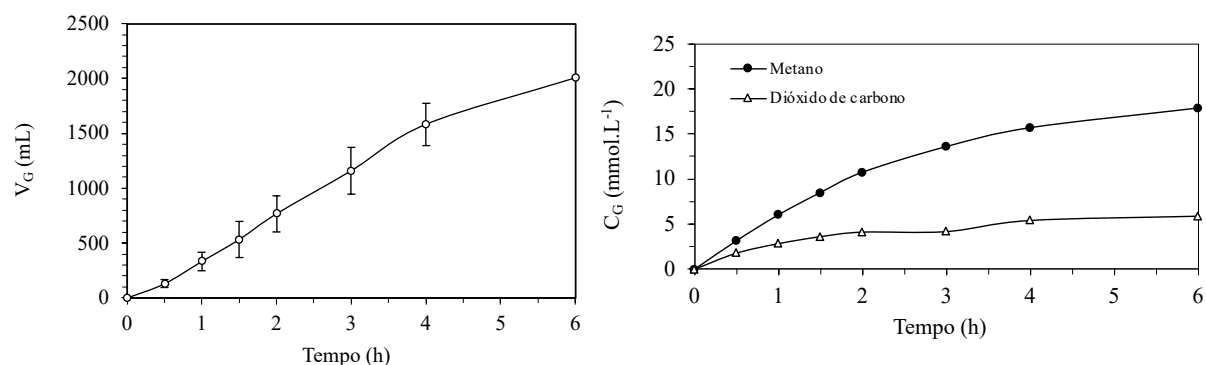 2500
2000
1500
1000
500
0
V_G (mL)
0 1 2 3 4 5 6
Tempo (h)
25
20
15
10
5
0
C_G (mmol.L⁻¹)
Metano
Dióxido de carbono
0 1 2 3 4 5 6
Tempo (h)